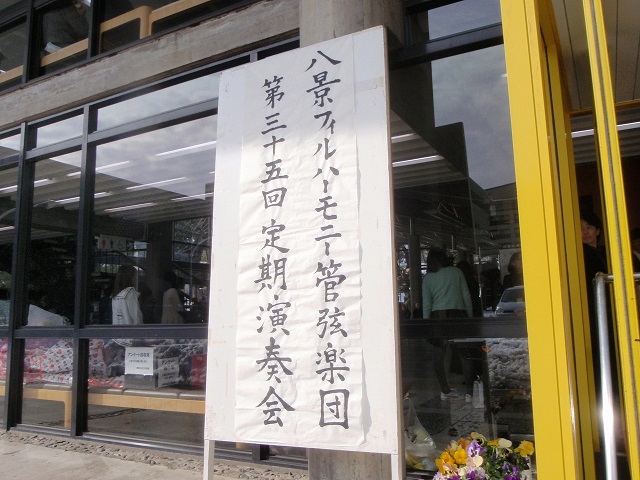 八景フィルハーモニー管弦楽団
第三十五回 定期演奏会